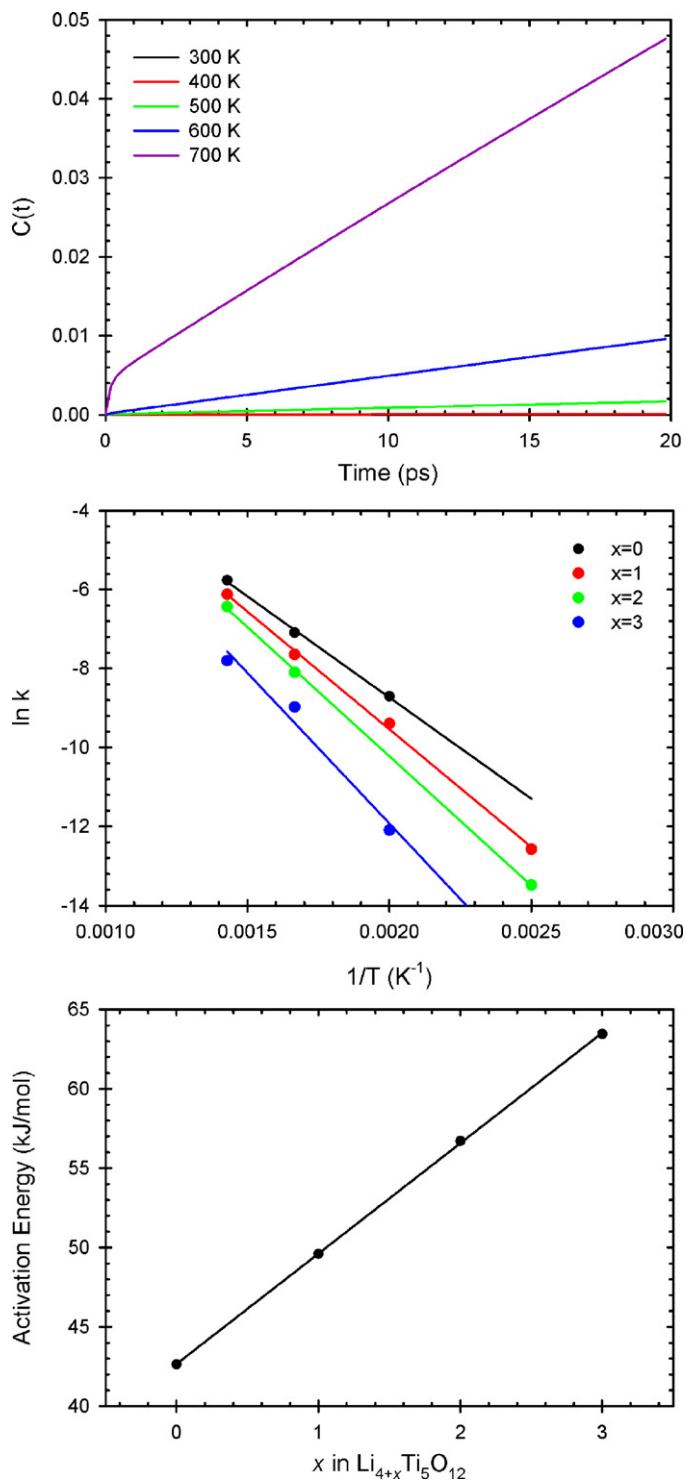 0.05
0.04
0.03
0.02
0.01
0.00
C(t)
300 K
400 K
500 K
600 K
700 K
0 5 10 15 20
Time (ps)
-4
-6
-8
-10
-12
-14
ln k
x=0
x=1
x=2
x=3
0.0010 0.0015 0.0020 0.0025 0.0030
1/T (K⁻¹)
65
60
55
50
45
40
Activation Energy (kJ/mol)
0 1 2 3
x in Li₄₊ₓTi₅O₁₂